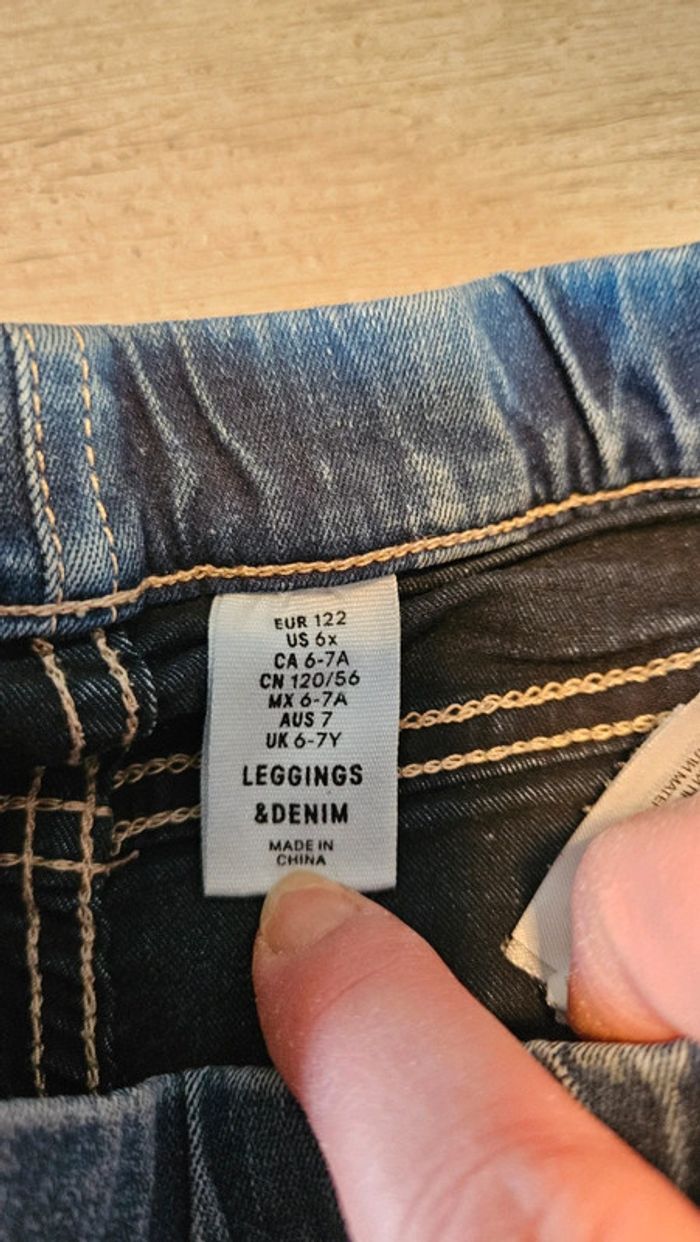 EUR 122
US 6x
CA 6-7A
CN 120/56
MX 6-7A
AUS 7
UK 6-7Y
LEGGINGS
&DENIM
MADE IN
CHINA